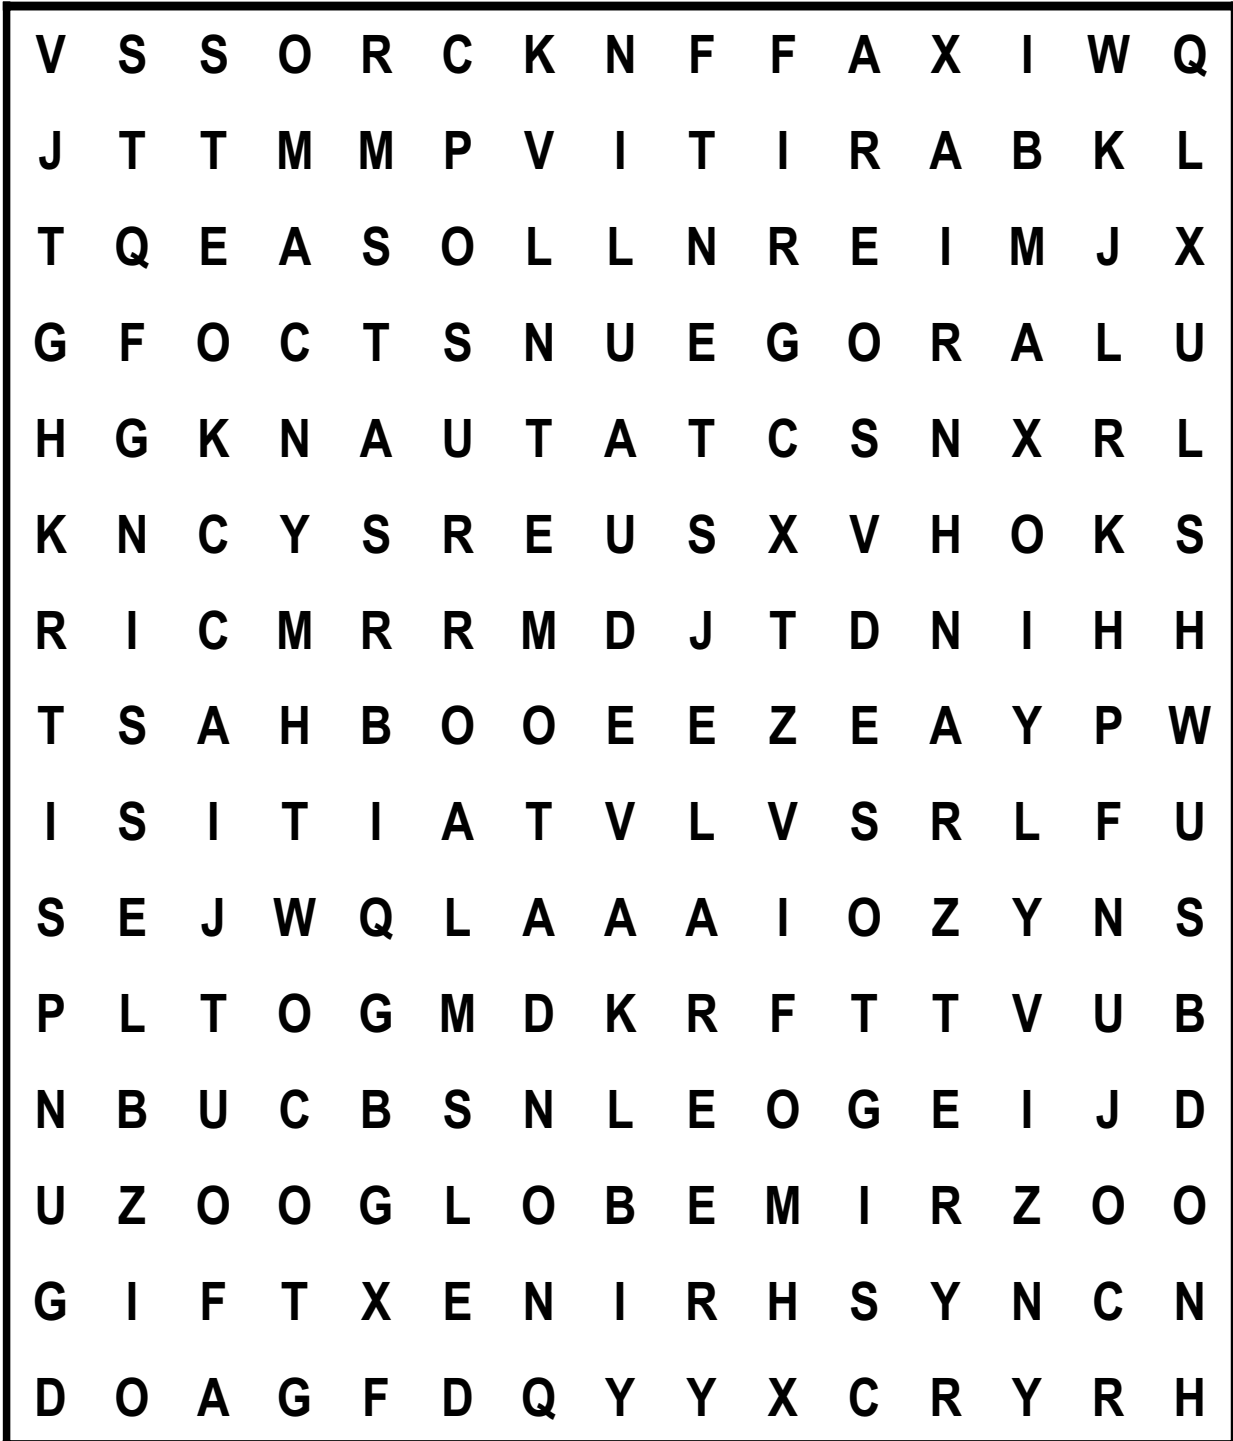 V S S O R C K N F F A X I W Q
J T T M M P V I T I R A B K L
T Q E A S O L L N R E I M J X
G F O C T S N U E G O R A L U
H G K N A U T A T C S N X R L
K N C Y S R E U S X V H O K S
R I C M R R M D J T D N I H H
T S A H B O O E E Z E A Y P W
I S I T I A T V L V S R L F U
S E J W Q L A A A I O Z Y N S
P L T O G M D K R F T T V U B
N B U C B S N L E O G E I J D
U Z O O G L O B E M I R Z O O
G I F T X E N I R H S Y N C N
D O A G F D Q Y Y X C R Y R H